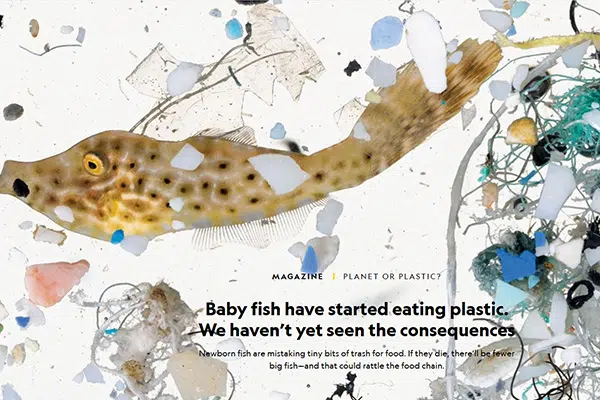 MAGAZINE | PLANET OR PLASTIC?
Baby fish have started eating plastic.
We haven't yet seen the consequences
Newborn fish are mistaking tiny bits of trash for food. If they die, there'll be fewer
big fish—and that could rattle the food chain.